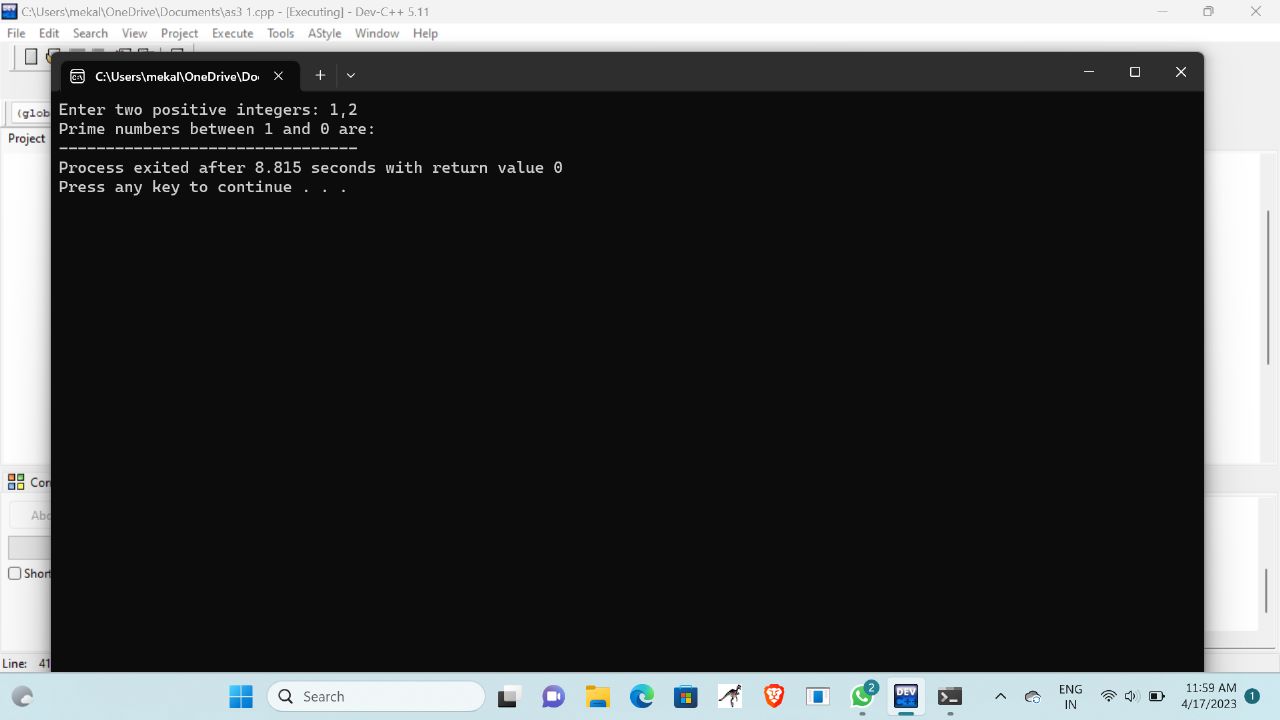 C:\Users\mekal\OneDrive\Documents\as3 1.cpp - [Executing] - Dev-C++ 5.11
File Edit Search View Project Execute Tools AStyle Window Help
C:\Users\mekal\OneDrive\Do
(glob
Project
Enter two positive integers: 1,2
Prime numbers between 1 and 0 are:
--------------------------------
Process exited after 8.815 seconds with return value 0
Press any key to continue . . .
Con
Abo
Short
Line: 41
Search
2
DEV
ENG
IN
11:59 AM
4/17/2023
1